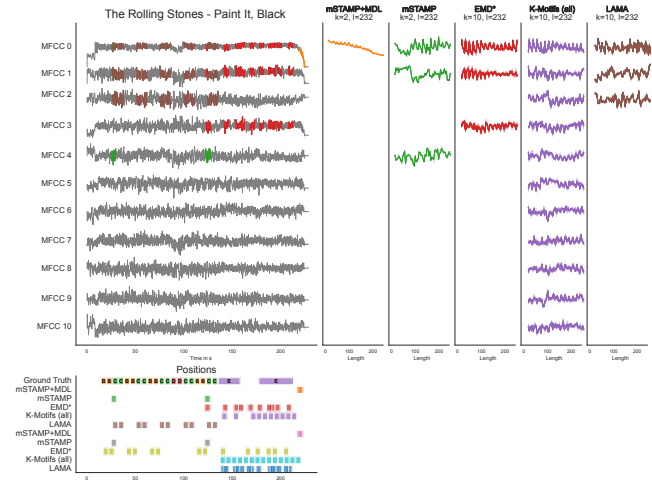 The Rolling Stones - Paint It, Black
mSTAMP+MDL
k=2, l=232
mSTAMP
k=2, l=232
EMD*
k=10, l=232
K-Motifs (all)
k=10, l=232
LAMA
k=10, l=232
MFCC 0
MFCC 1
MFCC 2
MFCC 3
MFCC 4
MFCC 5
MFCC 6
MFCC 7
MFCC 8
MFCC 9
MFCC 10
0 50 100 150 200
Time in s
0 100 200
Length
0 100 200
Length
0 100 200
Length
0 100 200
Length
0 100 200
Length
Positions
Ground Truth G C C G G C C G G C C D D C C G G C C E E
mSTAMP+MDL
mSTAMP
EMD*
K-Motifs (all)
LAMA
mSTAMP+MDL
mSTAMP
EMD*
K-Motifs (all)
LAMA
0 50 100 150 200